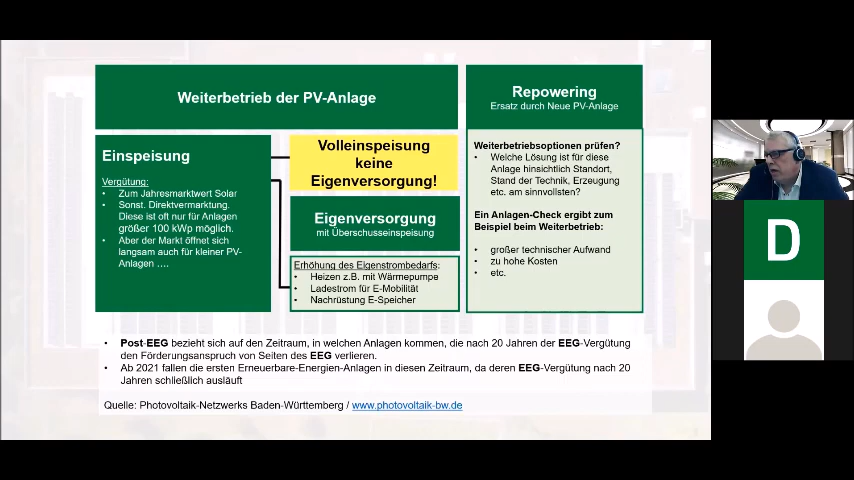 Weiterbetrieb der PV-Anlage
Repowering
Ersatz durch Neue PV-Anlage
Einspeisung
Vergütung:
• Zum Jahresmarktwert Solar
• Sonst. Direktvermarktung.
Diese ist oft nur für Anlagen
größer 100 kWp möglich.
• Aber der Markt öffnet sich
langsam auch für kleiner PV-
Anlagen ….
Volleinspeisung
keine
Eigenversorgung!
Eigenversorgung
mit Überschusseinspeisung
Erhöhung des Eigenstrombedarfs:
• Heizen z.B. mit Wärmepumpe
• Ladestrom für E-Mobilität
• Nachrüstung E-Speicher
Weiterbetriebsoptionen prüfen?
• Welche Lösung ist für diese
Anlage hinsichtlich Standort,
Stand der Technik, Erzeugung
etc. am sinnvollsten?
Ein Anlagen-Check ergibt zum
Beispiel beim Weiterbetrieb:
• großer technischer Aufwand
• zu hohe Kosten
• etc.
• Post-EEG bezieht sich auf den Zeitraum, in welchen Anlagen kommen, die nach 20 Jahren der EEG-Vergütung
den Förderungsanspruch von Seiten des EEG verlieren.
• Ab 2021 fallen die ersten Erneuerbare-Energien-Anlagen in diesen Zeitraum, da deren EEG-Vergütung nach 20
Jahren schließlich ausläuft
Quelle: Photovoltaik-Netzwerks Baden-Württemberg / www.photovoltaik-bw.de
D